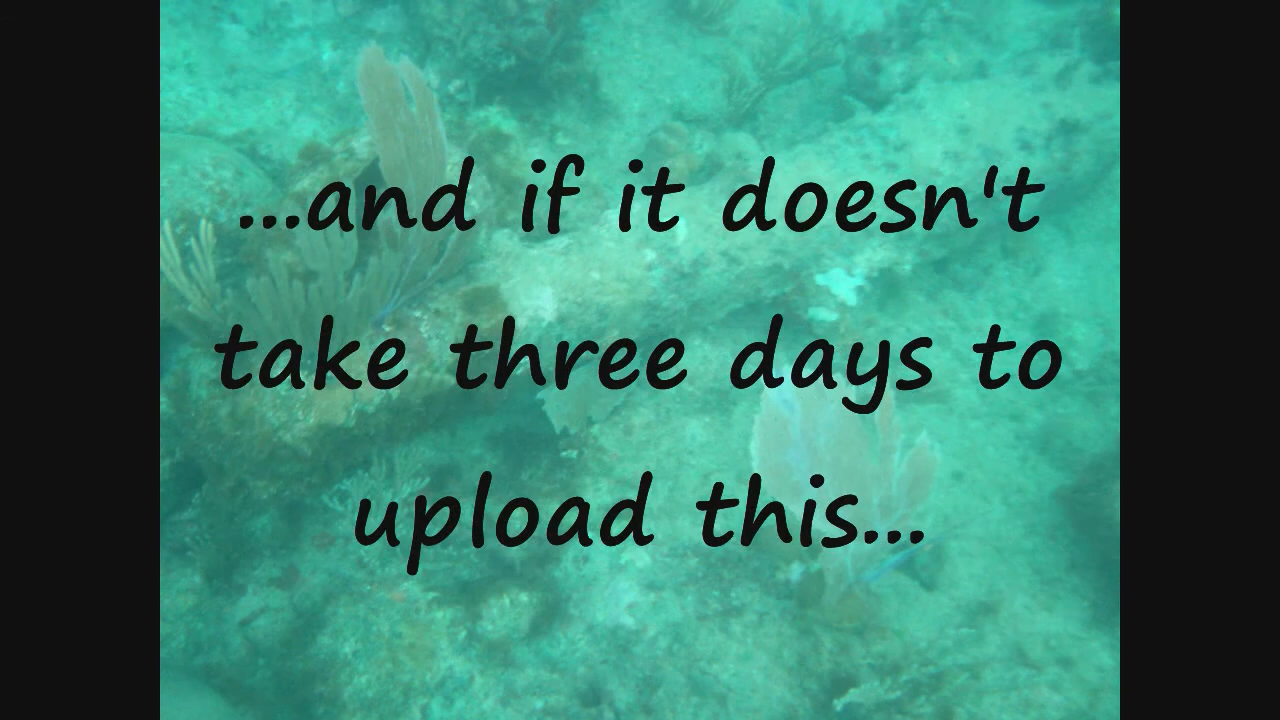 ...and if it doesn't
take three days to
upload this...